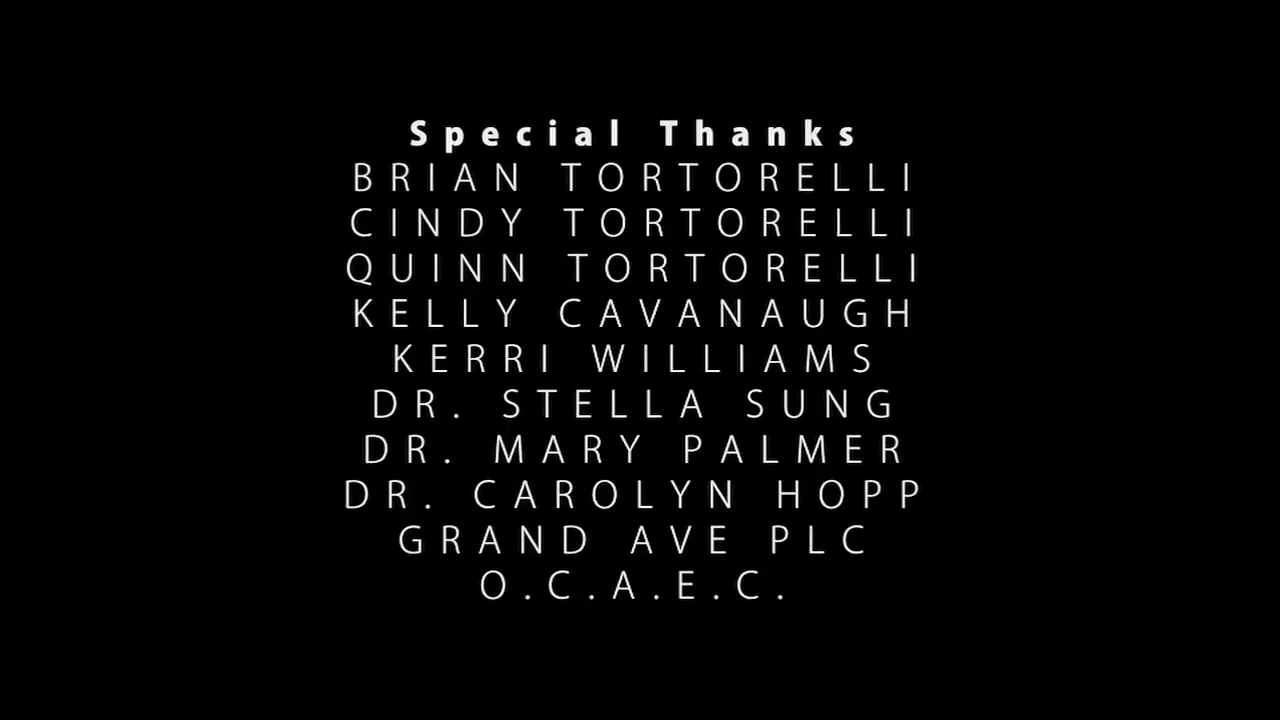 Special Thanks
BRIAN TORTORELLI
CINDY TORTORELLI
QUINN TORTORELLI
KELLY CAVANAUGH
KERRI WILLIAMS
DR. STELLA SUNG
DR. MARY PALMER
DR. CAROLYN HOPP
GRAND AVE PLC
O.C.A.E.C.